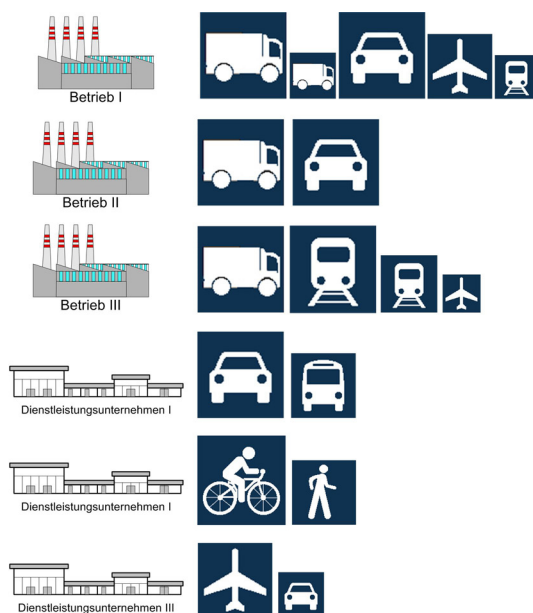 Betrieb I
Betrieb II
Betrieb III
Dienstleistungsunternehmen I
Dienstleistungsunternehmen I
Dienstleistungsunternehmen III